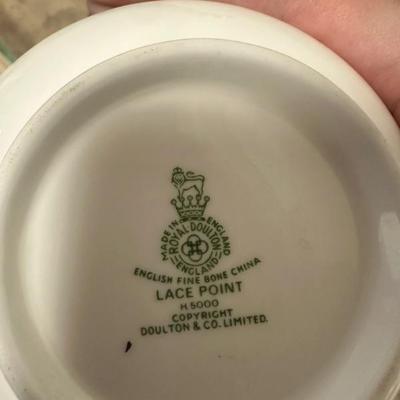 MADE IN ENGLAND
ROYAL DOULTON
ENGLAND
ENGLISH FINE BONE CHINA
LACE POINT
H 5000
COPYRIGHT
DOULTON & CO. LIMITED.